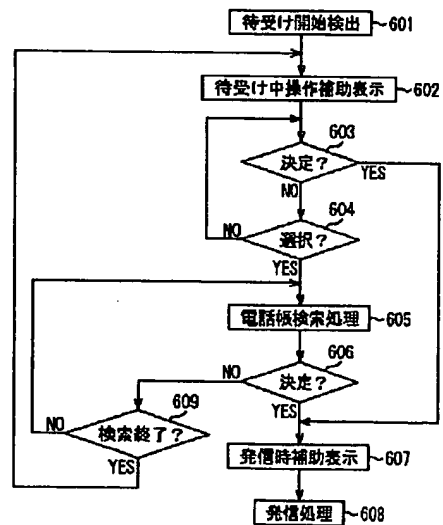 待受け開始検出 601
待受け中操作補助表示 602
603
決定?
YES
NO
604
NO
選択?
YES
電話帳検索処理 605
606
NO
決定?
609
YES
NO
検索終了?
YES
発信時補助表示 607
発信処理 608